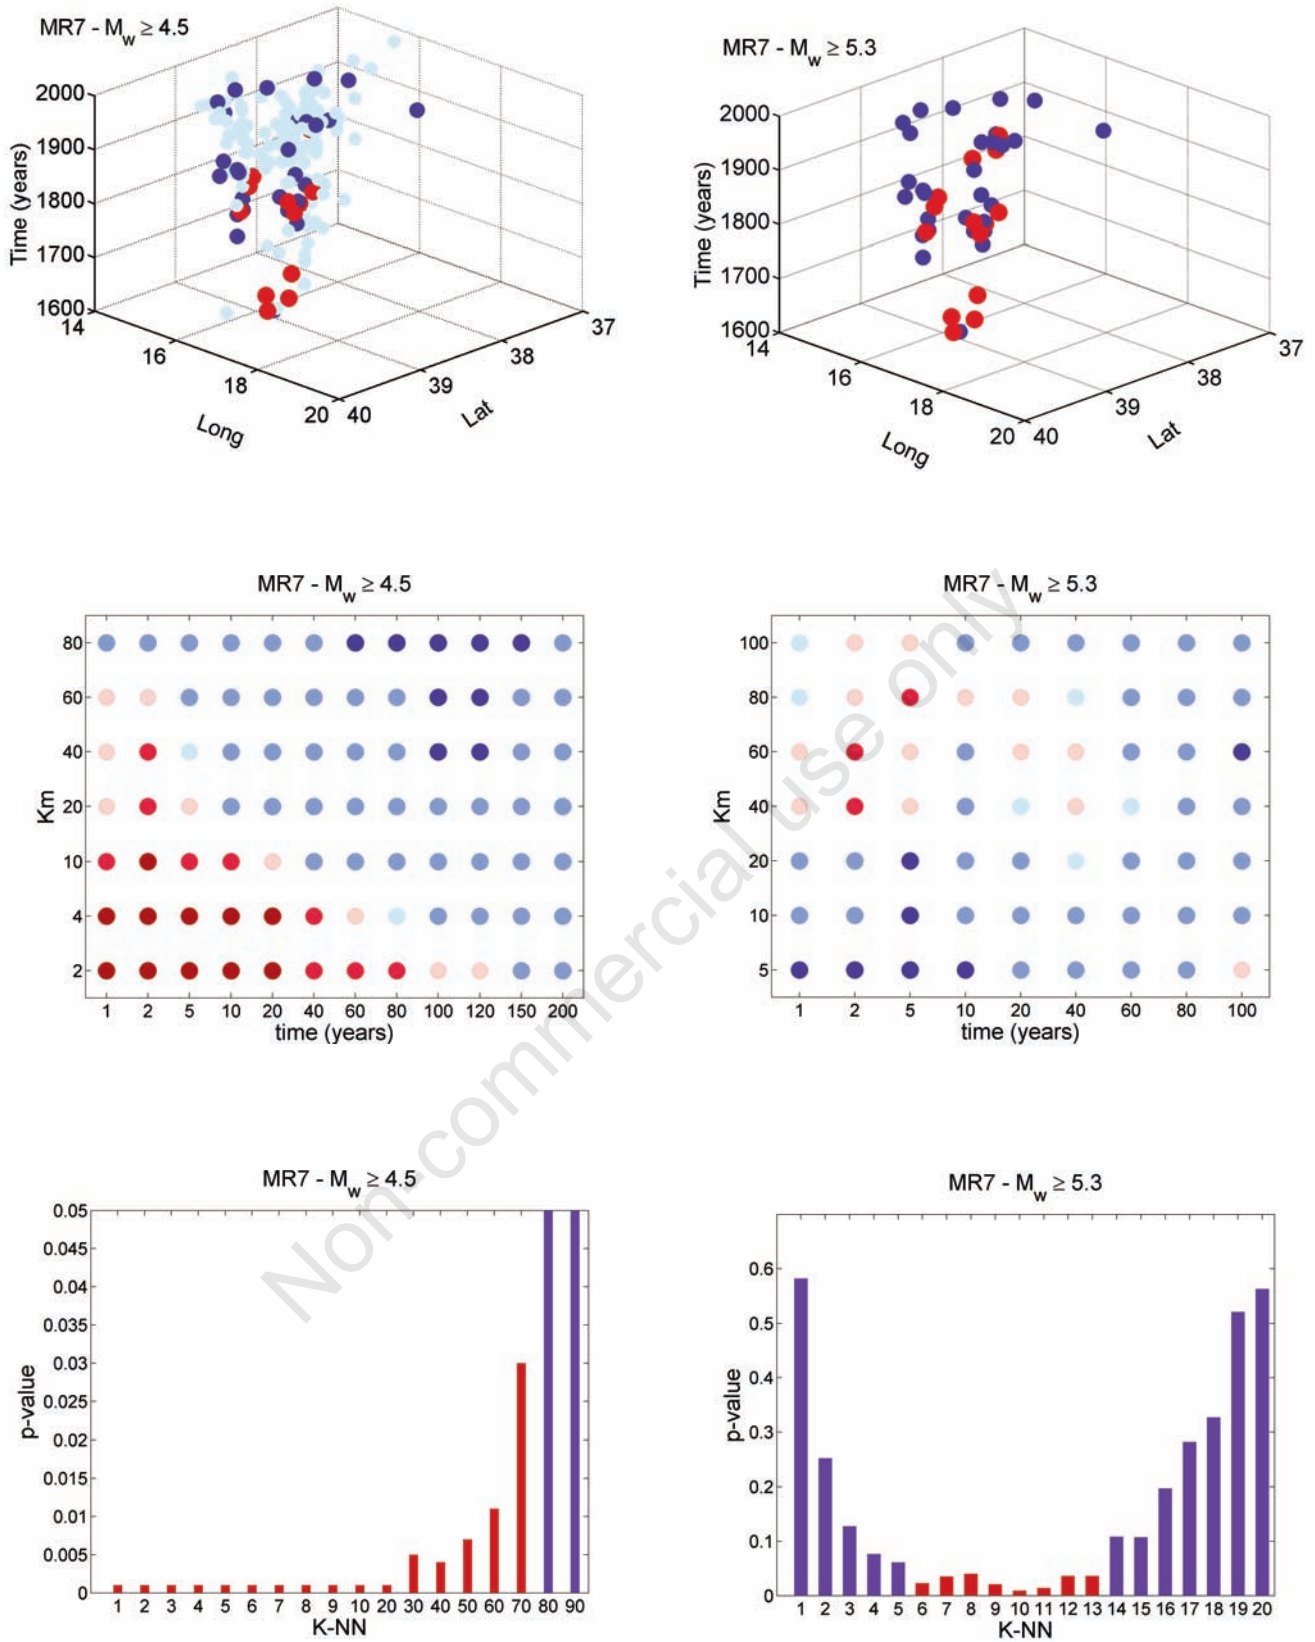 MR7 - Mw ≥ 4.5
2000
1900
1800
1700
1600
Time (years)
14
16
18
20
Long
40
39
38
37
Lat
MR7 - Mw ≥ 5.3
2000
1900
1800
1700
1600
Time (years)
14
16
18
20
Long
40
39
38
37
Lat
MR7 - Mw ≥ 4.5
80
60
40
20
10
4
2
Km
1 2 5 10 20 40 60 80 100 120 150 200
time (years)
MR7 - Mw ≥ 5.3
100
80
60
40
20
10
5
Km
1 2 5 10 20 40 60 80 100
time (years)
MR7 - Mw ≥ 4.5
0.05
0.045
0.04
0.035
0.03
0.025
0.02
0.015
0.01
0.005
0
p-value
1 2 3 4 5 6 7 8 9 10 20 30 40 50 60 70 80 90
K-NN
MR7 - Mw ≥ 5.3
0.6
0.5
0.4
0.3
0.2
0.1
0
p-value
1 2 3 4 5 6 7 8 9 10 11 12 13 14 15 16 17 18 19 20
K-NN
Non-commercial use only